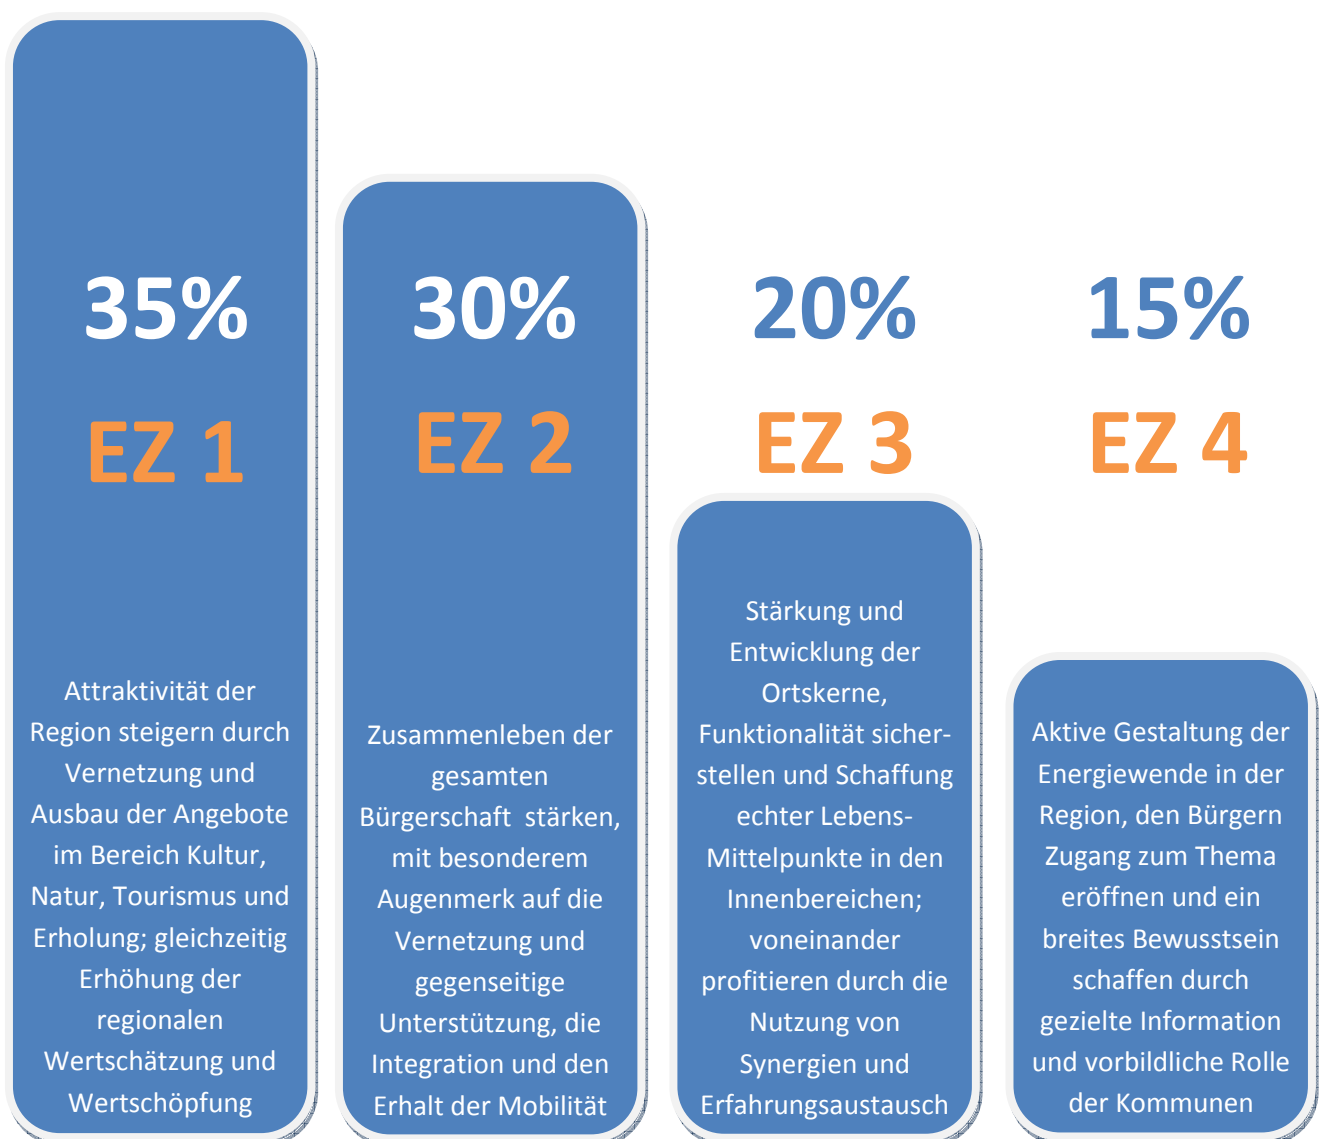 35%
EZ 1
Attraktivität der
Region steigern durch
Vernetzung und
Ausbau der Angebote
im Bereich Kultur,
Natur, Tourismus und
Erholung; gleichzeitig
Erhöhung der
regionalen
Wertschätzung und
Wertschöpfung
30%
EZ 2
Zusammenleben der
gesamten
Bürgerschaft stärken,
mit besonderem
Augenmerk auf die
Vernetzung und
gegenseitige
Unterstützung, die
Integration und den
Erhalt der Mobilität
20%
EZ 3
Stärkung und
Entwicklung der
Ortskerne,
Funktionalität sicher-
stellen und Schaffung
echter Lebens-
Mittelpunkte in den
Innenbereichen;
voneinander
profitieren durch die
Nutzung von
Synergien und
Erfahrungsaustausch
15%
EZ 4
Aktive Gestaltung der
Energiewende in der
Region, den Bürgern
Zugang zum Thema
eröffnen und ein
breites Bewusstsein
schaffen durch
gezielte Information
und vorbildliche Rolle
der Kommunen